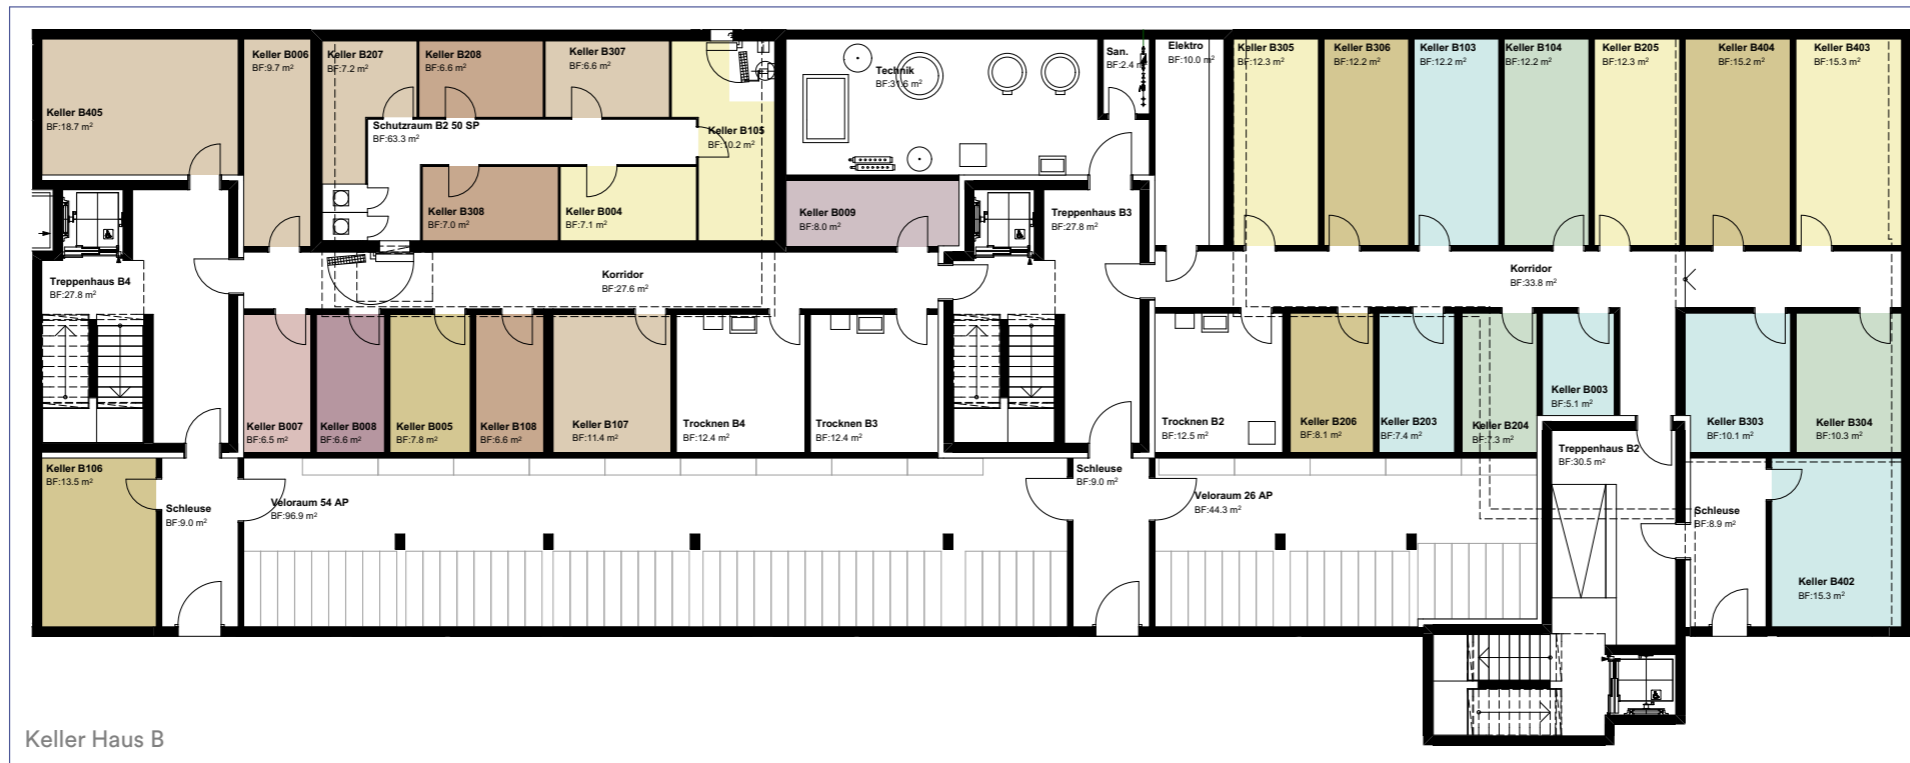 Keller B405
BF:18.7 m²
Keller B006
BF:9.7 m²
Keller B207
BF:7.2 m²
Keller B208
BF:6.6 m²
Keller B307
BF:6.6 m²
Schutzraum B2 50 SP
BF:63.3 m²
Keller B105
BF:10.2 m²
Keller B308
BF:7.0 m²
Keller B004
BF:7.1 m²
Technik
BF:31.6 m²
San.
BF:2.4 m²
Elektro
BF:10.0 m²
Keller B305
BF:12.3 m²
Keller B306
BF:12.2 m²
Keller B103
BF:12.2 m²
Keller B104
BF:12.2 m²
Keller B205
BF:12.3 m²
Keller B404
BF:15.2 m²
Keller B403
BF:15.3 m²
Keller B009
BF:8.0 m²
Treppenhaus B3
BF:27.8 m²
Treppenhaus B4
BF:27.8 m²
Korridor
BF:27.6 m²
Korridor
BF:33.8 m²
Keller B007
BF:6.5 m²
Keller B008
BF:6.6 m²
Keller B005
BF:7.8 m²
Keller B108
BF:6.6 m²
Keller B107
BF:11.4 m²
Trocknen B4
BF:12.4 m²
Trocknen B3
BF:12.4 m²
Trocknen B2
BF:12.5 m²
Keller B206
BF:8.1 m²
Keller B203
BF:7.4 m²
Keller B204
BF:7.3 m²
Keller B003
BF:5.1 m²
Keller B303
BF:10.1 m²
Keller B304
BF:10.3 m²
Treppenhaus B2
BF:30.5 m²
Keller B106
BF:13.5 m²
Schleuse
BF:9.0 m²
Veloraum 54 AP
BF:96.9 m²
Schleuse
BF:9.0 m²
Veloraum 26 AP
BF:44.3 m²
Schleuse
BF:8.9 m²
Keller B402
BF:15.3 m²
Keller Haus B